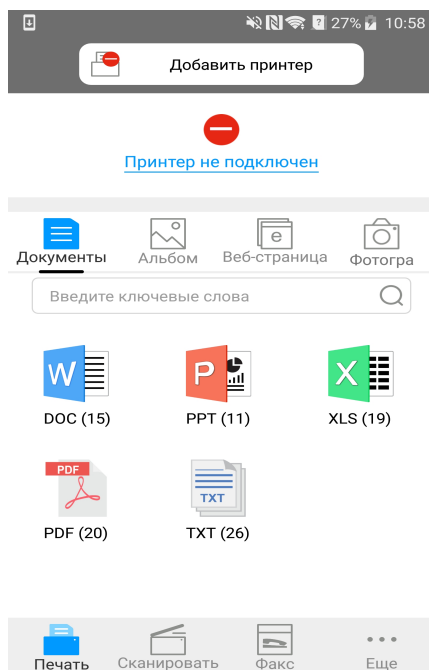 27% 10:58
Добавить принтер
Принтер не подключен
Документы Альбом Веб-страница Фотогра
Введите ключевые слова
W P X
DOC (15) PPT (11) XLS (19)
PDF TXT
PDF (20) TXT (26)
Печать Сканировать Факс Еще